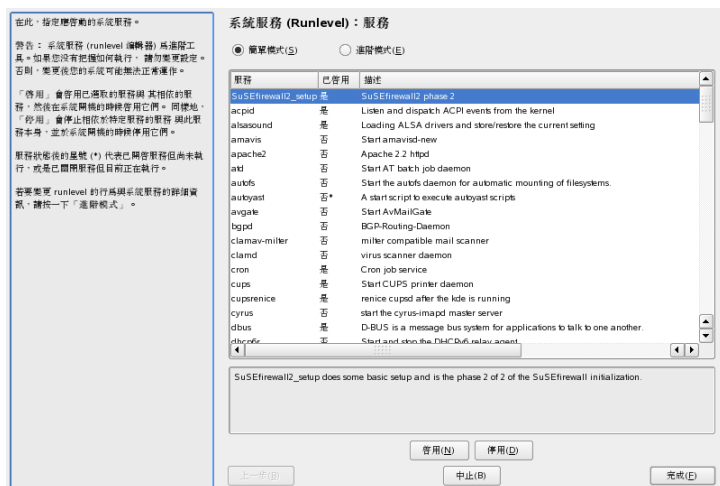 在此，指定應啓動的系統服務。
警告： 系統服務 (runlevel 編輯器) 爲進階工
具。如果您没有把握如何執行， 請勿變更設定。
否則，變更後您的系統可能無法正常運作。
「啓用」會啓用已選取的服務與 其相依的服
務，然後在系統開機的時候啓用它們。 同樣地，
「停用」會停止相依於特定服務的服務 與此服
務本身，並於系統開機的時候停用它們。
服務狀態後的星號 (*) 代表已開啓服但尚未執
行，或是已關閉服但目前正在執行。
若要變更 runlevel 的行爲與系統服務的詳細資
訊，請按一下「進階模式」。
系統服務 (Runlevel)：服務
簡單模式(S) 進階模式(E)
服務 已啓用 描述
SuSEfirewall2_setup 是 SuSEfirewall2 phase 2
acpid 是 Listen and dispatch ACPI events from the kernel
alsasound 是 Loading ALSA drivers and store/restore the current setting
amavis 否 Start amavisd-new
apache2 否 Apache 2.2 httpd
atd 否 Start AT batch job daemon
autofs 否 Start the autofs daemon for automatic mounting of filesystems.
autoyast 否* A start script to execute autoyast scripts
avgate 否 Start AvMailGate
bgpd 否 BGP-Routing-Daemon
clamav-milter 否 milter compatible mail scanner
clamd 否 virus scanner daemon
cron 是 Cron job service
cups 是 Start CUPS printer daemon
cupsrenice 是 renice cupsd after the kde is running
cyrus 否 start the cyrus-imapd master server
dbus 是 D-BUS is a message bus system for applications to talk to one another.
dhcp6r 否 Start and stop the DHCPv6 relay agent
SuSEfirewall2_setup does some basic setup and is the phase 2 of 2 of the SuSEfirewall initialization.
啓用(N) 停用(D)
上一步(B) 中止(B) 完成(F)